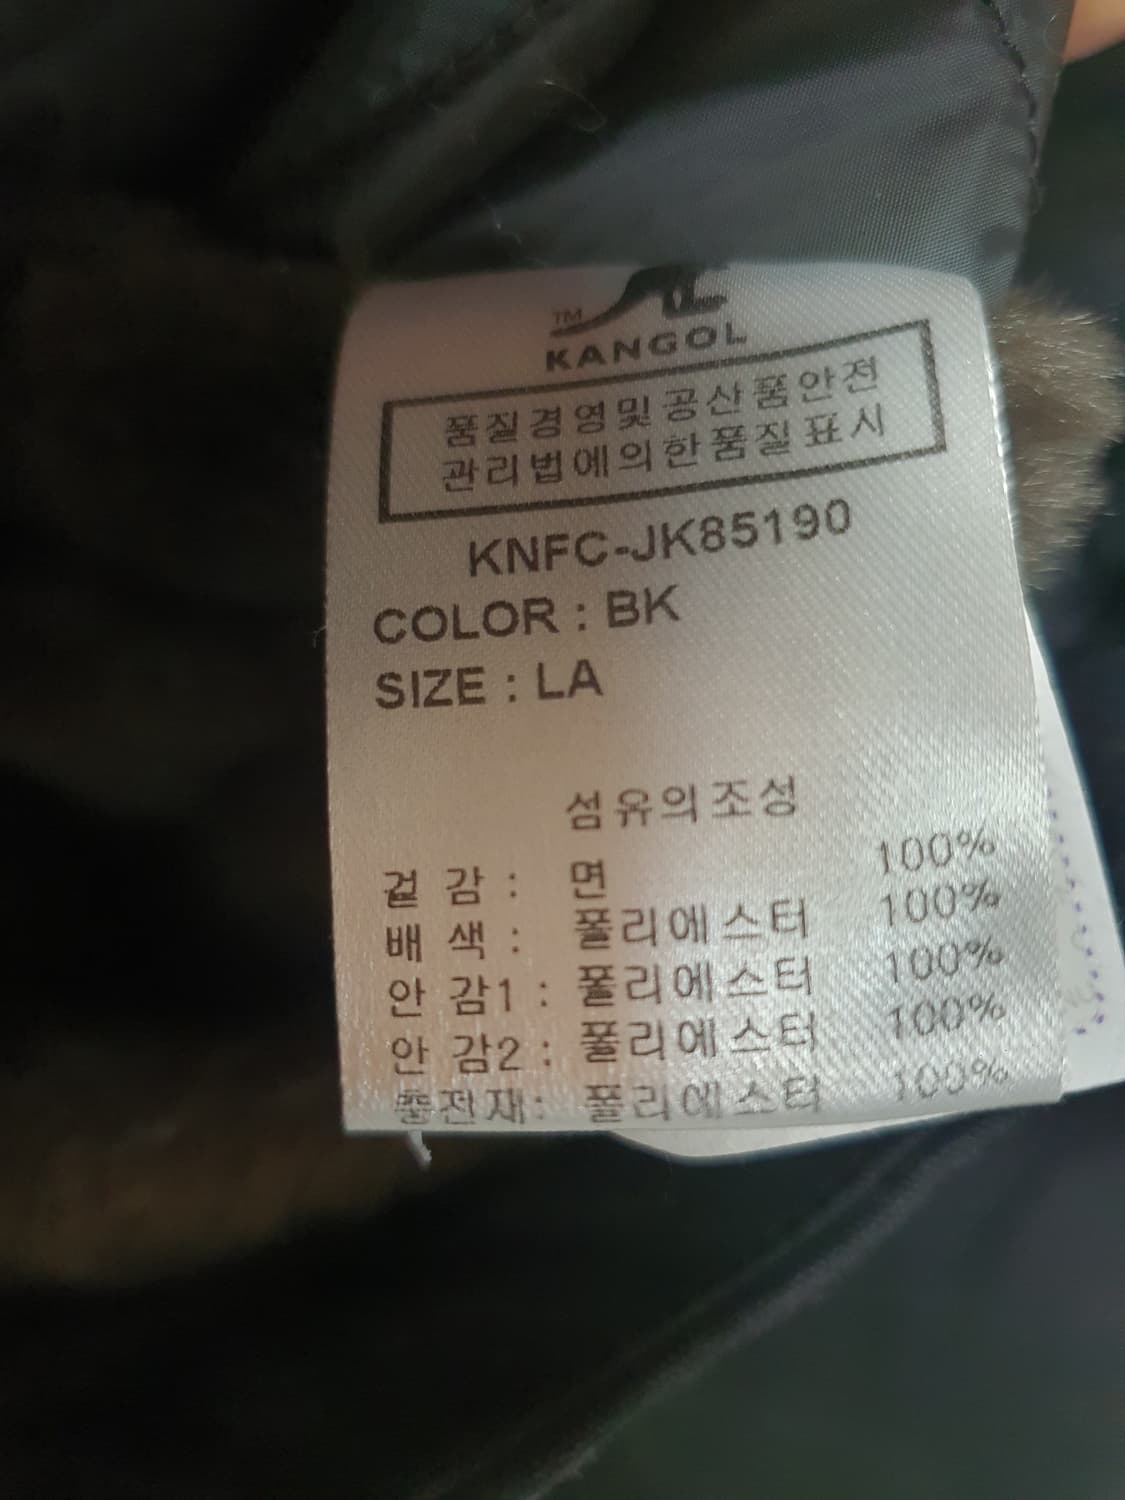 TM
KANGOL
품질경영및공산품안전
관리법에의한품질표시
KNFC-JK85190
COLOR : BK
SIZE : LA
섬유의조성
겉 감 : 면 100%
배 색 : 폴리에스터 100%
안 감1 : 폴리에스터 100%
안 감2 : 폴리에스터 100%
충전재: 폴리에스터 100%